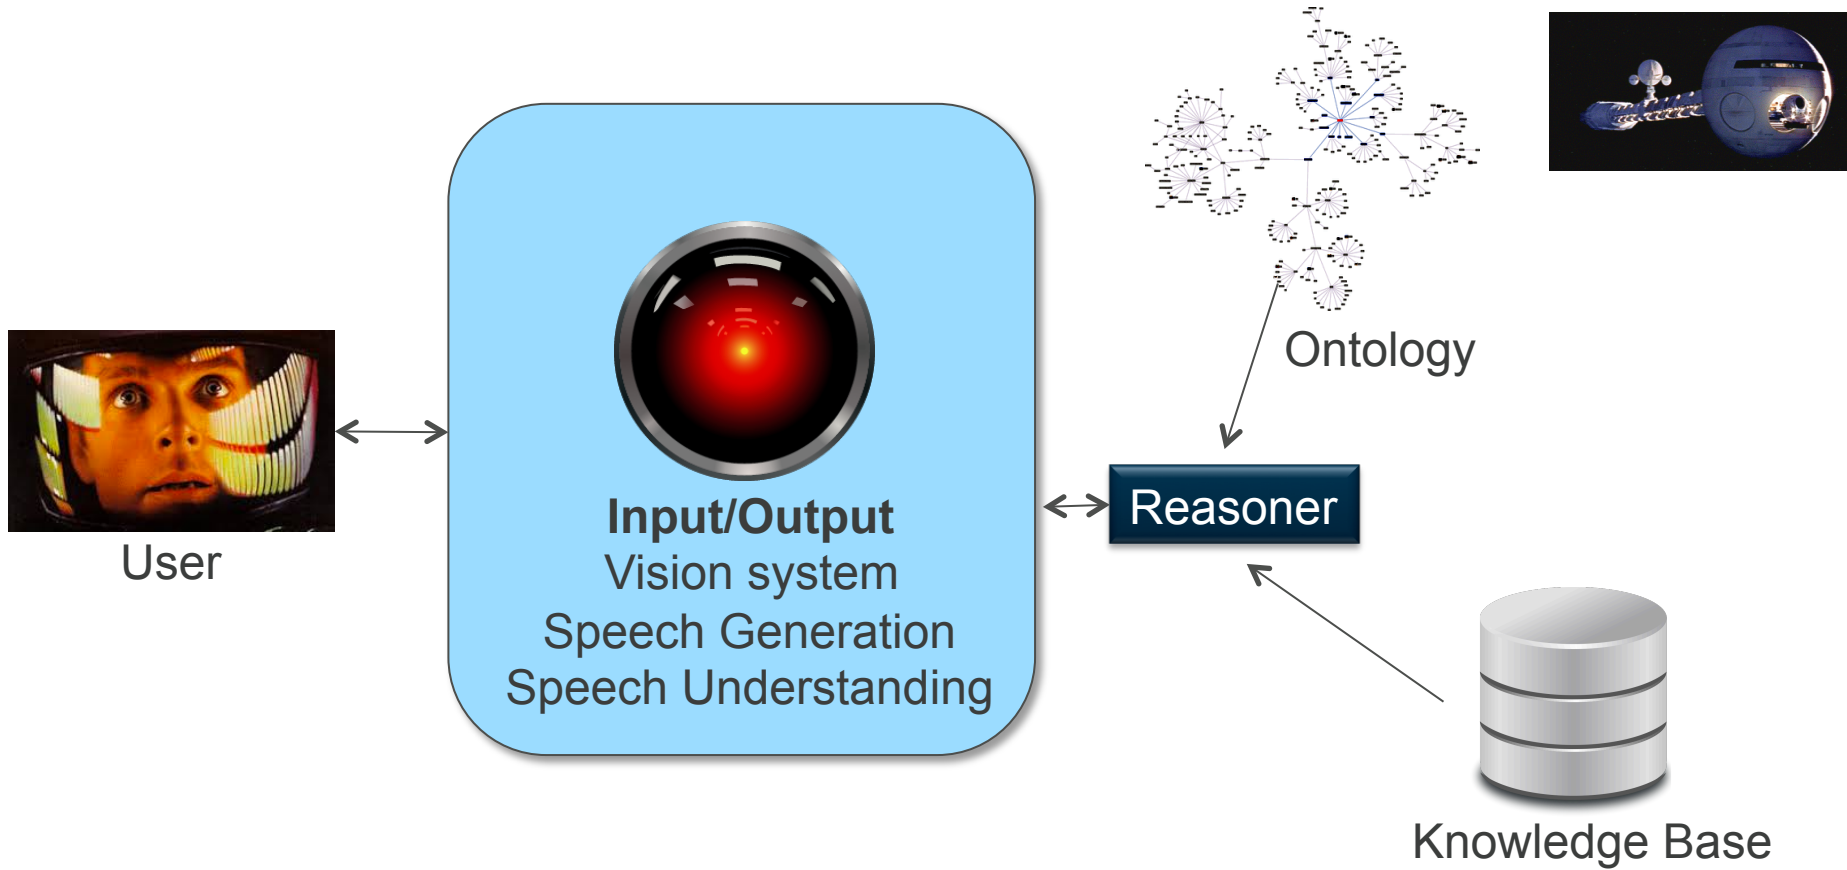 User
Input/Output
Vision system
Speech Generation
Speech Understanding
Ontology
Reasoner
Knowledge Base